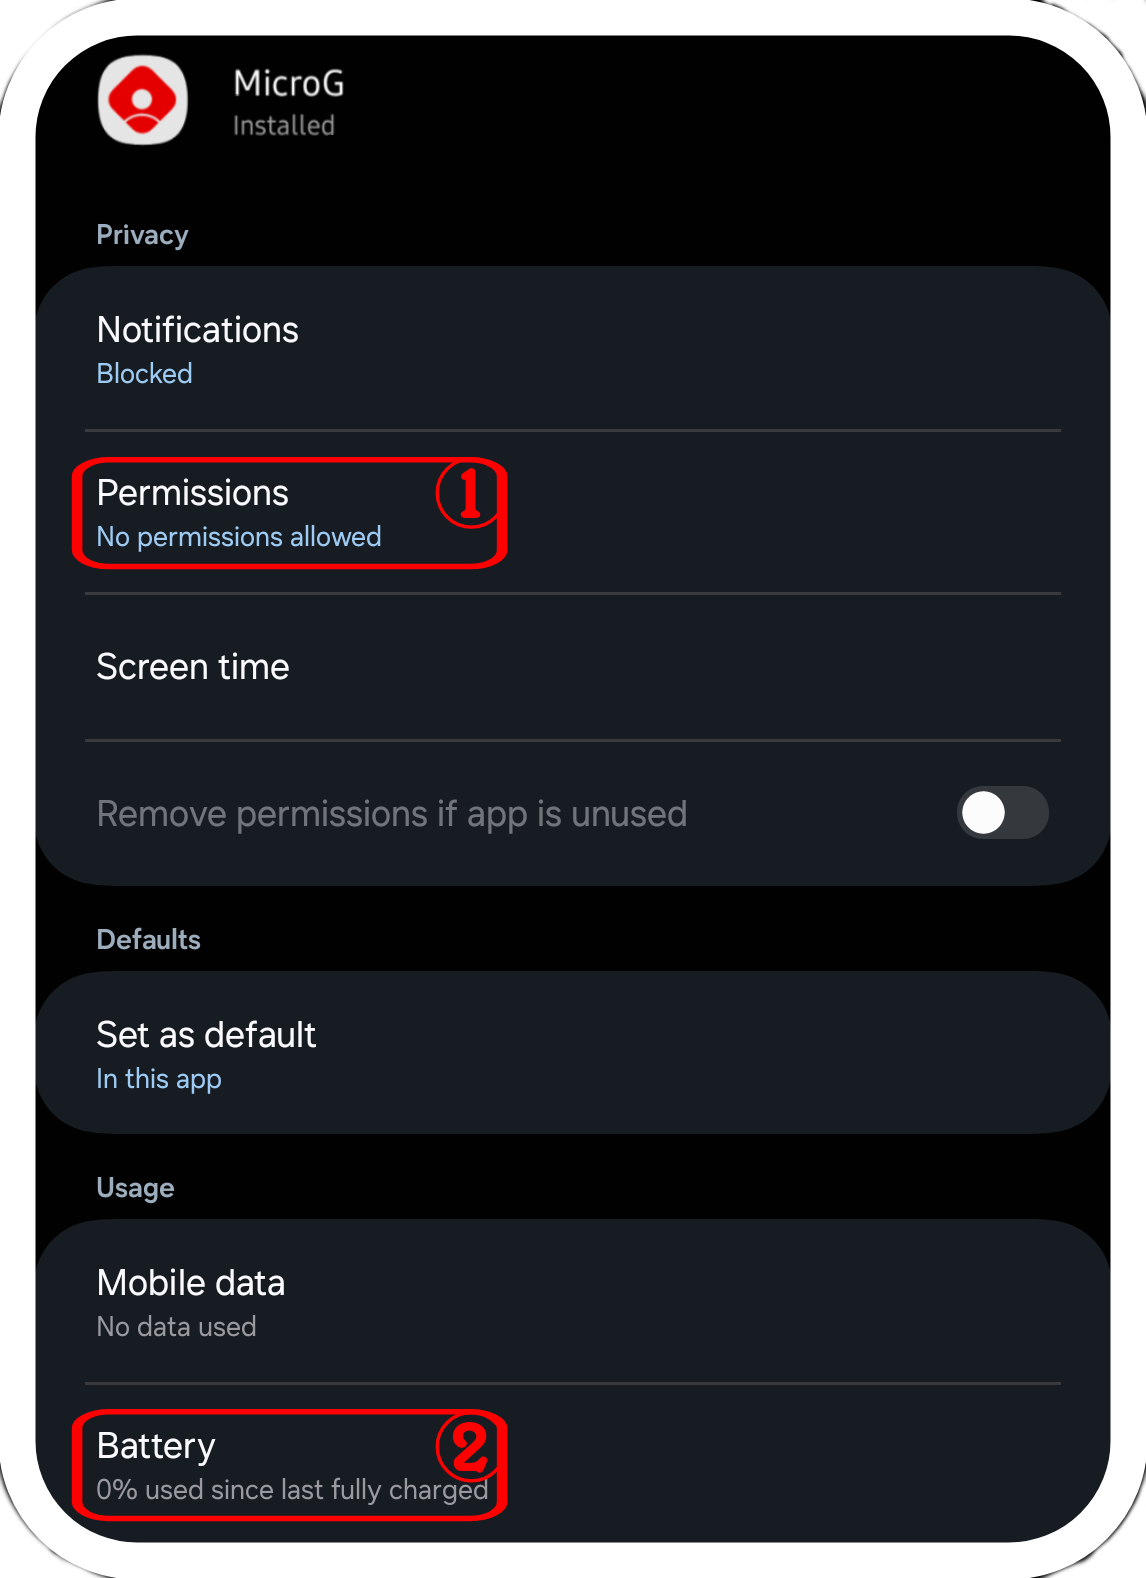 MicroG
Installed
Privacy
Notifications
Blocked
Permissions
1
No permissions allowed
Screen time
Remove permissions if app is unused
Defaults
Set as default
In this app
Usage
Mobile data
No data used
Battery
2
0% used since last fully charged